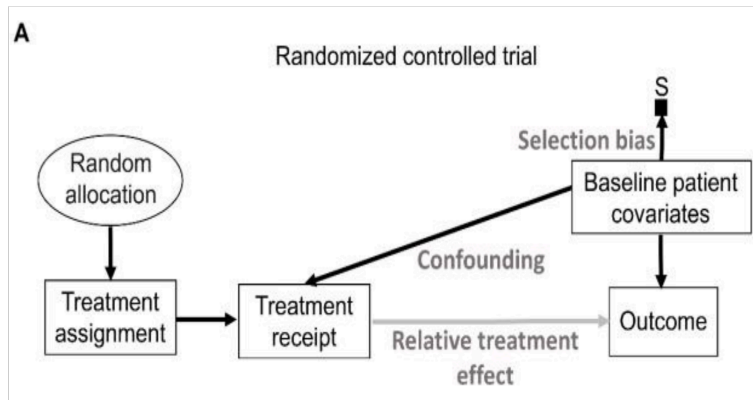 A
Randomized controlled trial
S
Selection bias
Random
allocation
Baseline patient
covariates
Confounding
Treatment
assignment
Treatment
receipt
Relative treatment
effect
Outcome